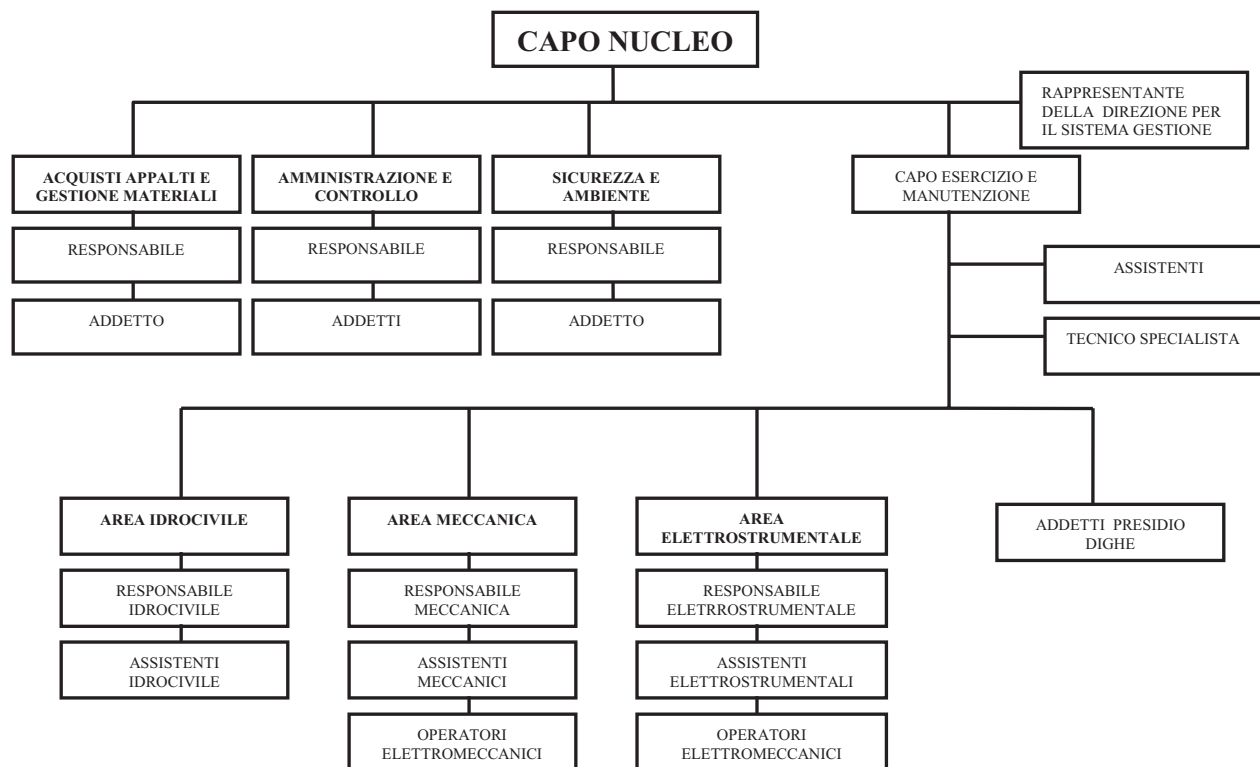 CAPO NUCLEO
RAPPRESENTANTE
DELLA DIREZIONE PER
IL SISTEMA GESTIONE
ACQUISTI APPALTI E
GESTIONE MATERIALI
AMMINISTRAZIONE E
CONTROLLO
SICUREZZA E
AMBIENTE
CAPO ESERCIZIO E
MANUTENZIONE
RESPONSABILE
RESPONSABILE
RESPONSABILE
ASSISTENTI
ADDETTO
ADDETTI
ADDETTO
TECNICO SPECIALISTA
AREA IDROCIVILE
AREA MECCANICA
AREA
ELETTROSTRUMENTALE
ADDETTI PRESIDIO
DIGHE
RESPONSABILE
IDROCIVILE
RESPONSABILE
MECCANICA
RESPONSABILE
ELETRROSTRUMENTALE
ASSISTENTI
IDROCIVILE
ASSISTENTI
MECCANICI
ASSISTENTI
ELETTROSTRUMENTALI
OPERATORI
ELETTROMECCANICI
OPERATORI
ELETTROMECCANICI